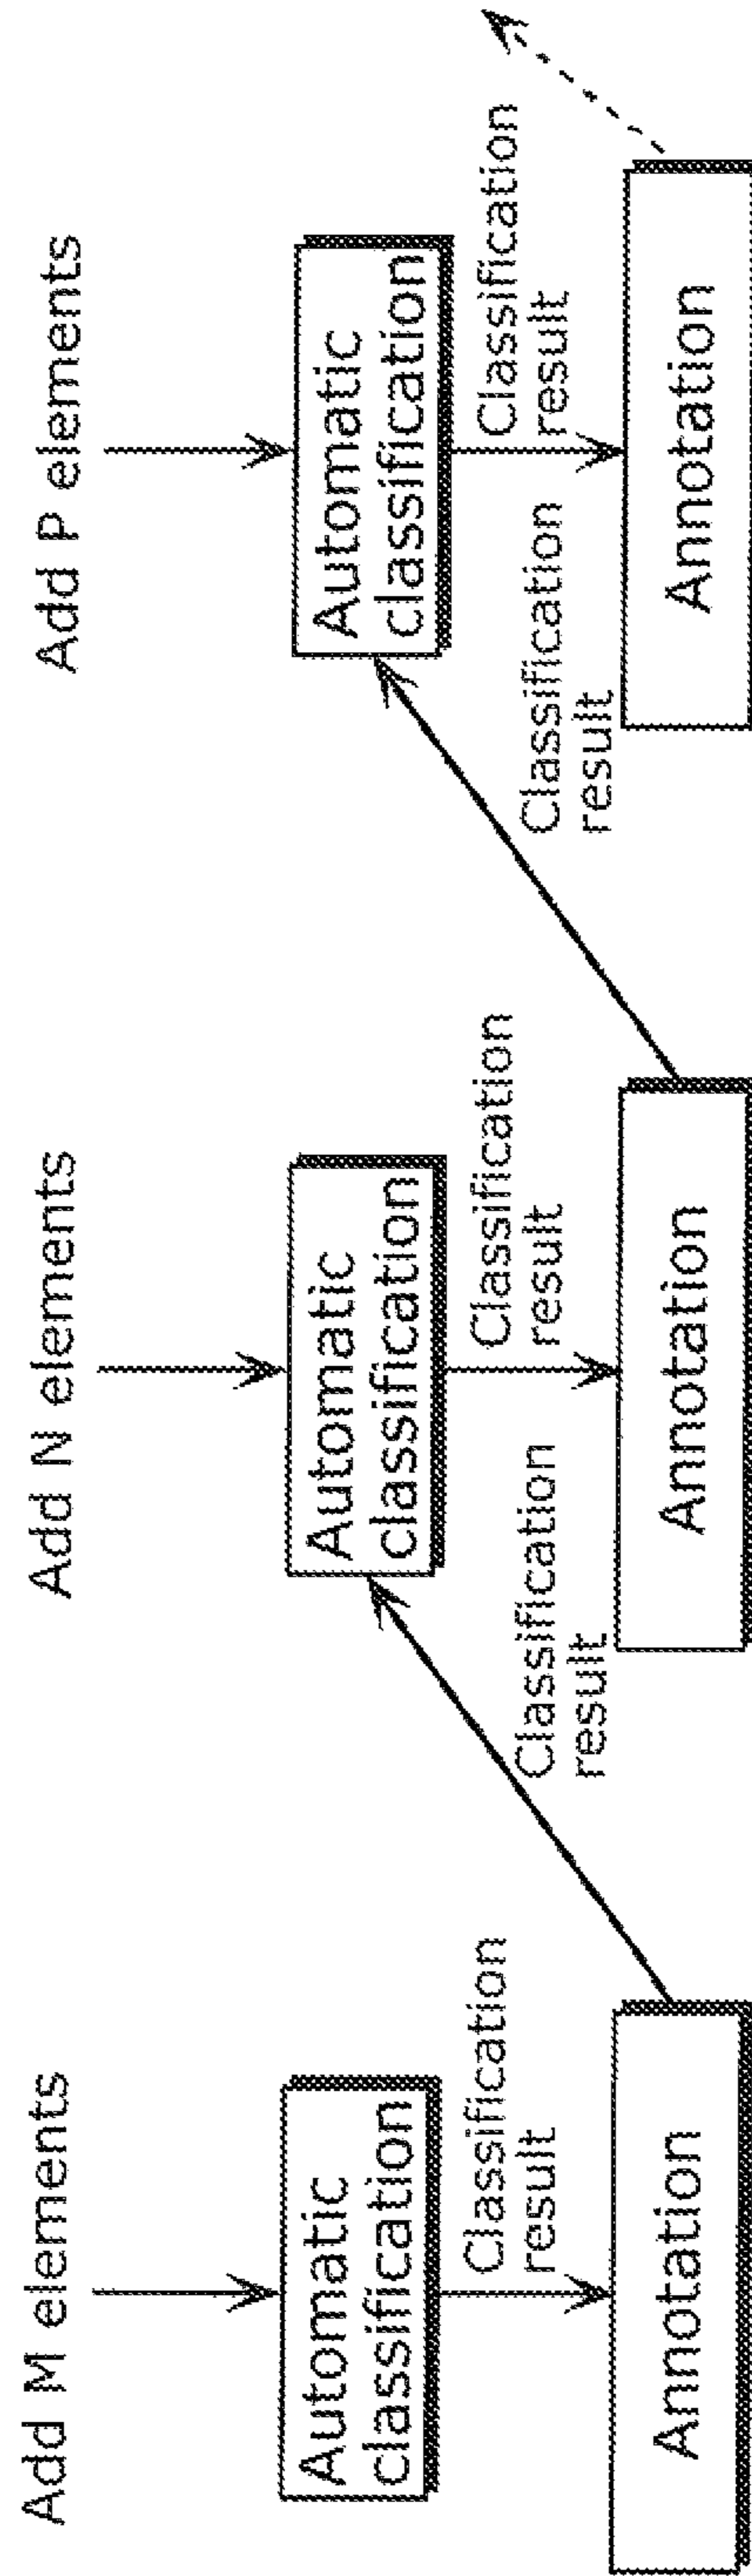 Add M elements
Automatic
classification
Classification
result
Annotation
Classification
result
Add N elements
Automatic
classification
Classification
result
Annotation
Classification
result
Add P elements
Automatic
classification
Classification
result
Annotation